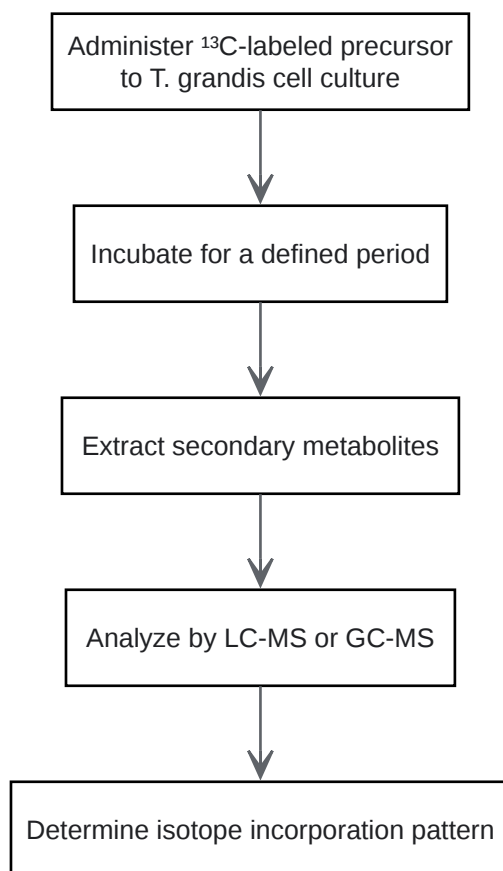 Administer ¹³C-labeled precursor
to T. grandis cell culture
Incubate for a defined period
Extract secondary metabolites
Analyze by LC-MS or GC-MS
Determine isotope incorporation pattern